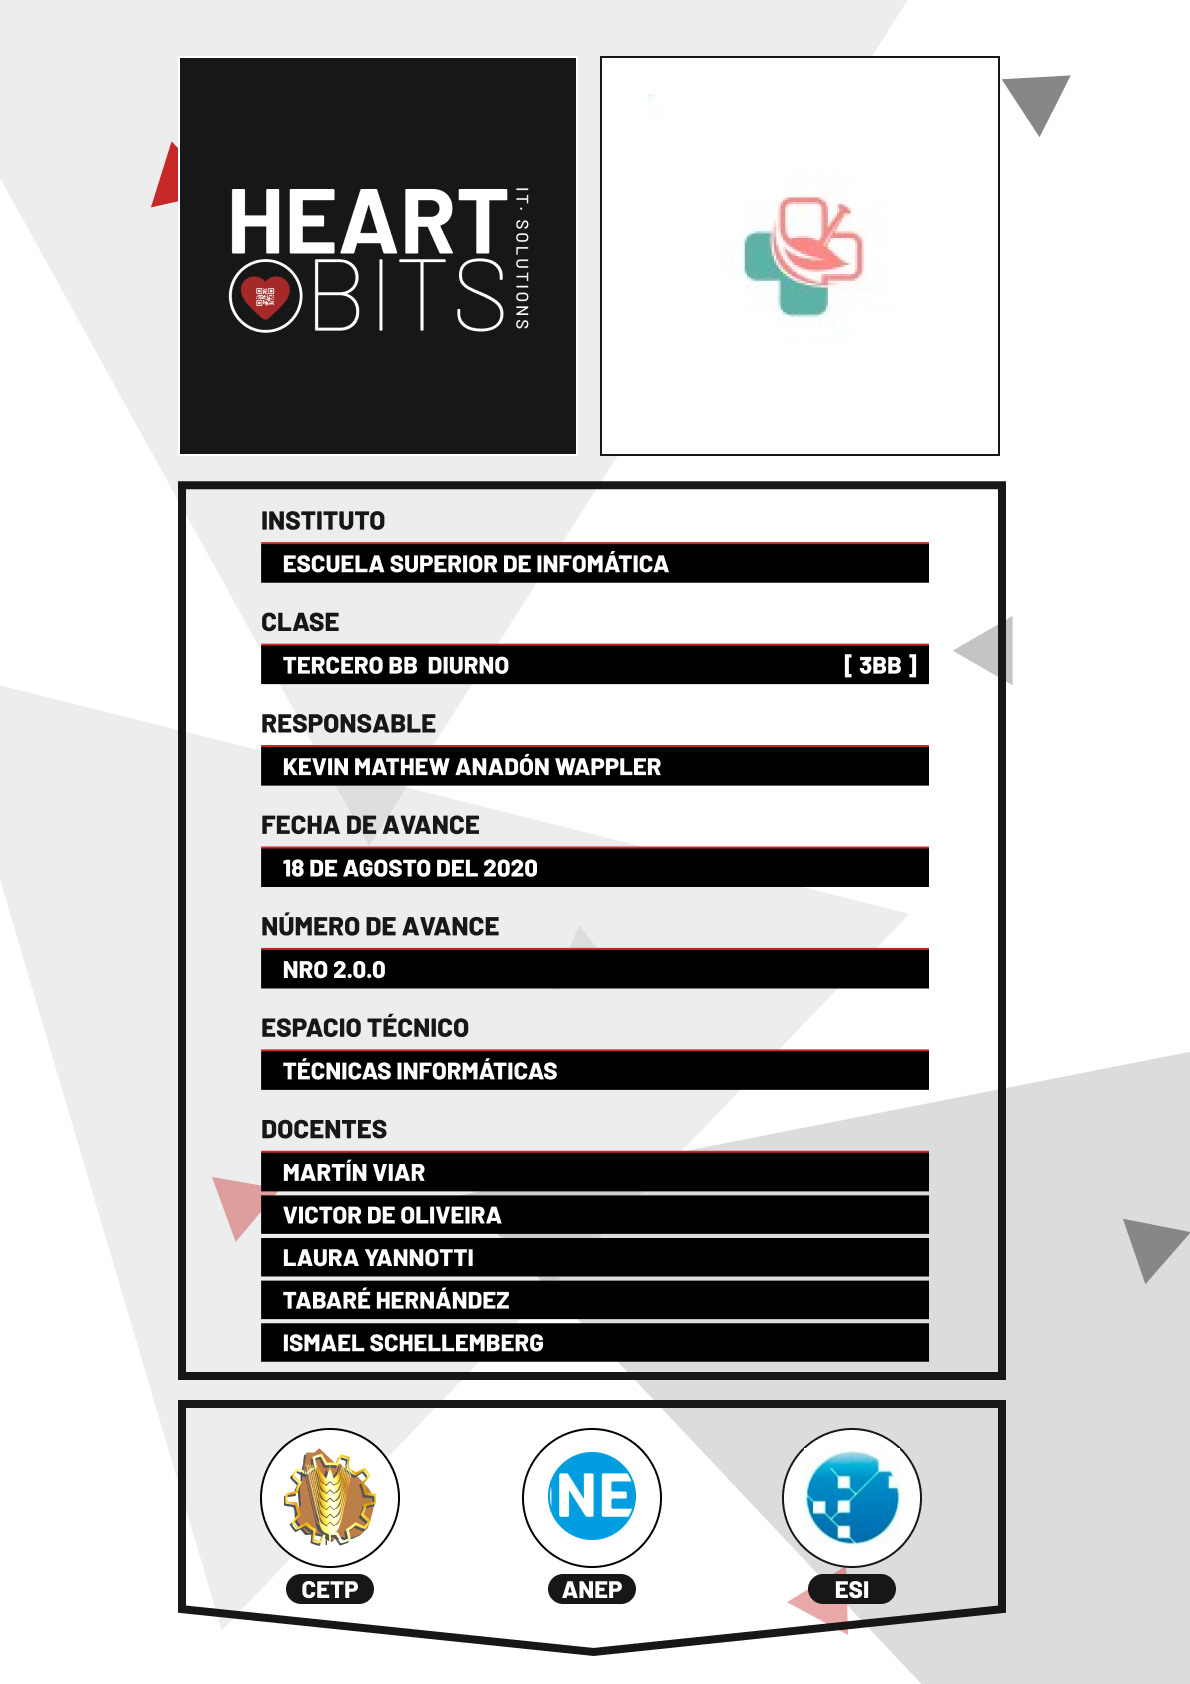 HEART
BITS
IT. SOLUTIONS
INSTITUTO
ESCUELA SUPERIOR DE INFOMÁTICA
CLASE
TERCERO BB DIURNO [ 3BB ]
RESPONSABLE
KEVIN MATHEW ANADÓN WAPPLER
FECHA DE AVANCE
18 DE AGOSTO DEL 2020
NÚMERO DE AVANCE
NRO 2.0.0
ESPACIO TÉCNICO
TÉCNICAS INFORMÁTICAS
DOCENTES
MARTÍN VIAR
VICTOR DE OLIVEIRA
LAURA YANNOTTI
TABARÉ HERNÁNDEZ
ISMAEL SCHELLEMBERG
NE
CETP
ANEP
ESI